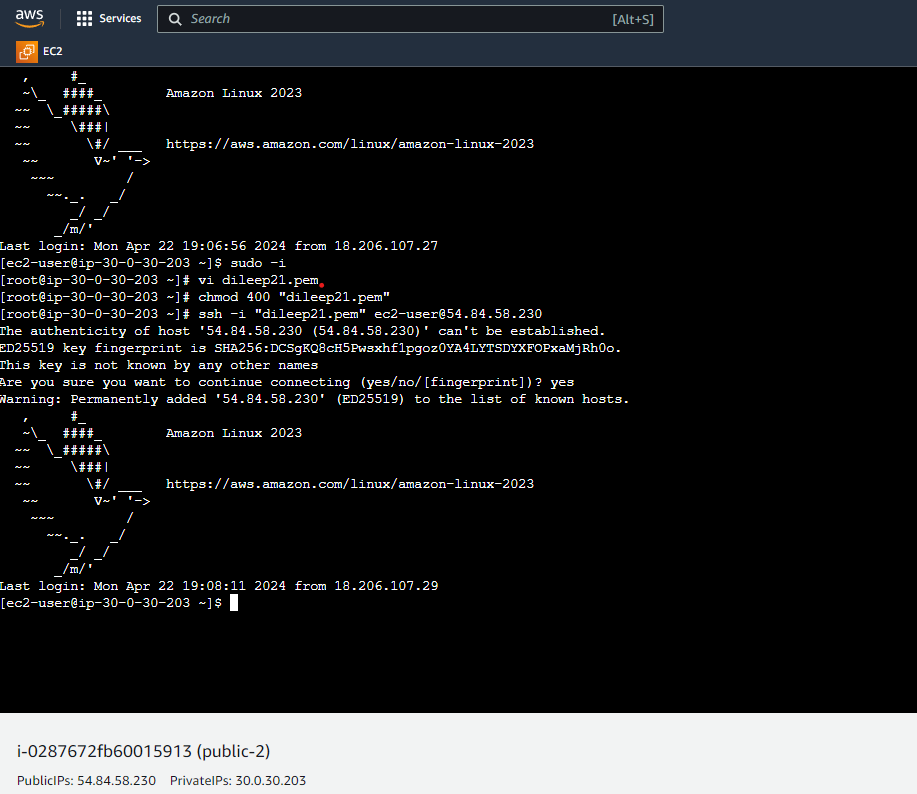 aws
Services
Search
[Alt+S]
EC2
   ,     #_
   ~\_  ####_        Amazon Linux 2023
  ~~  \_#####\
  ~~     \###|
  ~~       \#/ ___   https://aws.amazon.com/linux/amazon-linux-2023
   ~~       V~' '->
    ~~~         /
      ~~._.   _/
         _/ _/
       _/m/'
Last login: Mon Apr 22 19:06:56 2024 from 18.206.107.27
[ec2-user@ip-30-0-30-203 ~]$ sudo -i
[root@ip-30-0-30-203 ~]# vi dileep21.pem
[root@ip-30-0-30-203 ~]# chmod 400 "dileep21.pem"
[root@ip-30-0-30-203 ~]# ssh -i "dileep21.pem" ec2-user@54.84.58.230
The authenticity of host '54.84.58.230 (54.84.58.230)' can't be established.
ED25519 key fingerprint is SHA256:DCSgKQ8cH5Pwsxhf1pgoz0YA4LYTSDYXFOPxaMjRh0o.
This key is not known by any other names
Are you sure you want to continue connecting (yes/no/[fingerprint])? yes
Warning: Permanently added '54.84.58.230' (ED25519) to the list of known hosts.
   ,     #_
   ~\_  ####_        Amazon Linux 2023
  ~~  \_#####\
  ~~     \###|
  ~~       \#/ ___   https://aws.amazon.com/linux/amazon-linux-2023
   ~~       V~' '->
    ~~~         /
      ~~._.   _/
         _/ _/
       _/m/'
Last login: Mon Apr 22 19:08:11 2024 from 18.206.107.29
[ec2-user@ip-30-0-30-203 ~]$
i-0287672fb60015913 (public-2)
PublicIPs: 54.84.58.230 PrivateIPs: 30.0.30.203